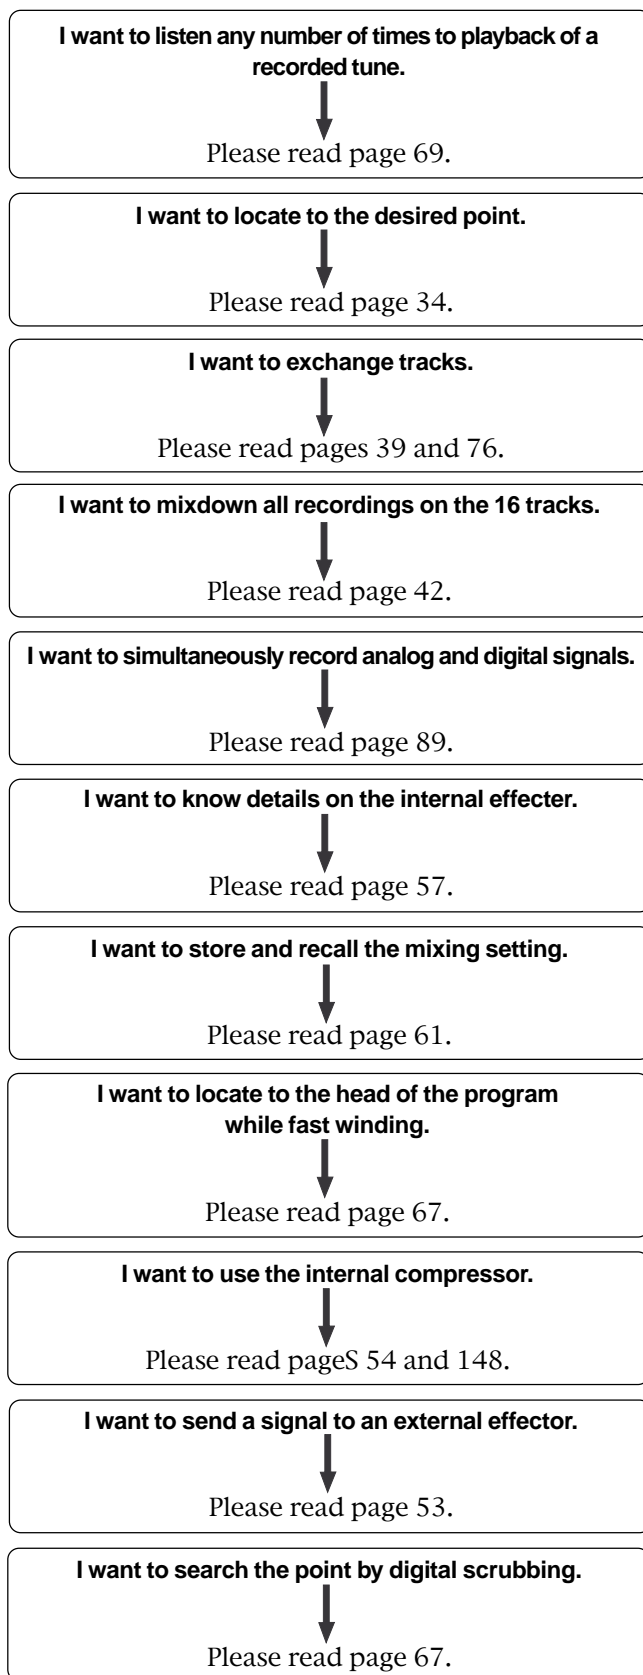 I want to listen any number of times to playback of a
recorded tune.
Please read page 69.
I want to locate to the desired point.
Please read page 34.
I want to exchange tracks.
Please read pages 39 and 76.
I want to mixdown all recordings on the 16 tracks.
Please read page 42.
I want to simultaneously record analog and digital signals.
Please read page 89.
I want to know details on the internal effecter.
Please read page 57.
I want to store and recall the mixing setting.
Please read page 61.
I want to locate to the head of the program
while fast winding.
Please read page 67.
I want to use the internal compressor.
Please read pageS 54 and 148.
I want to send a signal to an external effector.
Please read page 53.
I want to search the point by digital scrubbing.
Please read page 67.